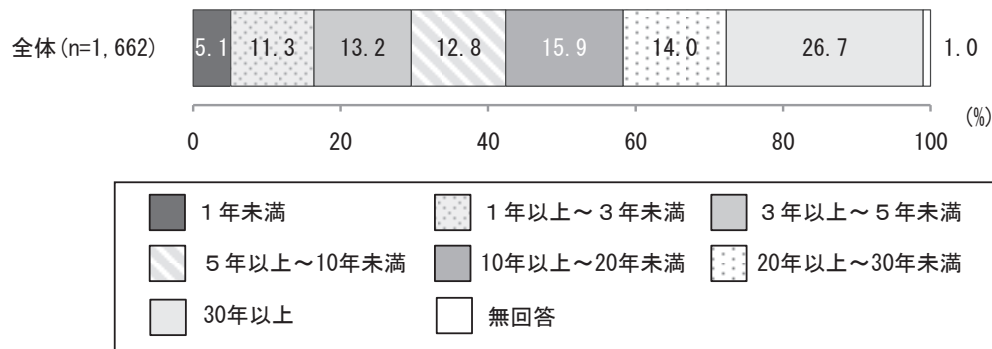 全体(n=1,662) 5.1 11.3 13.2 12.8 15.9 14.0 26.7 1.0
(%)
0 20 40 60 80 100
1年未満 1年以上～3年未満 3年以上～5年未満
5年以上～10年未満 10年以上～20年未満 20年以上～30年未満
30年以上 無回答